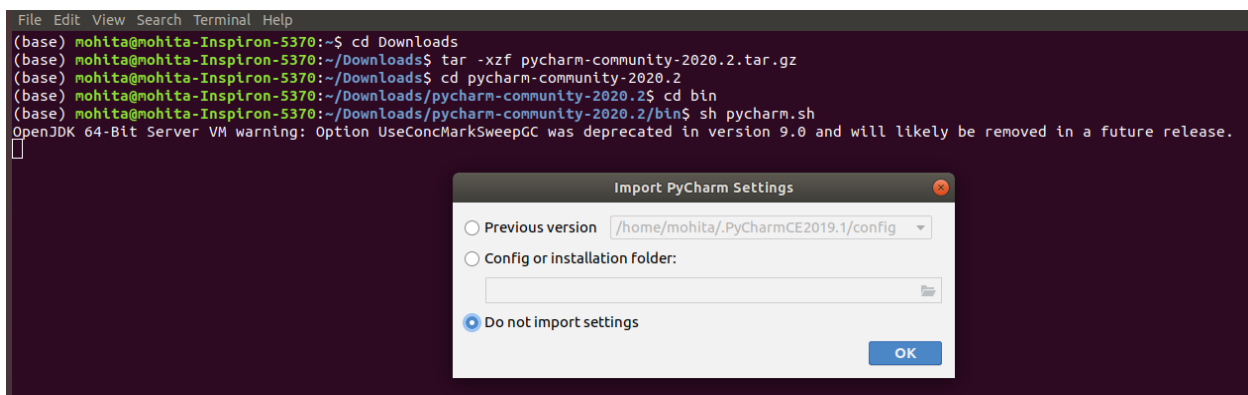 File Edit View Search Terminal Help
(base) mohita@mohita-Inspiron-5370:~$ cd Downloads
(base) mohita@mohita-Inspiron-5370:~/Downloads$ tar -xzf pycharm-community-2020.2.tar.gz
(base) mohita@mohita-Inspiron-5370:~/Downloads$ cd pycharm-community-2020.2
(base) mohita@mohita-Inspiron-5370:~/Downloads/pycharm-community-2020.2$ cd bin
(base) mohita@mohita-Inspiron-5370:~/Downloads/pycharm-community-2020.2/bin$ sh pycharm.sh
OpenJDK 64-Bit Server VM warning: Option UseConcMarkSweepGC was deprecated in version 9.0 and will likely be removed in a future release.
Import PyCharm Settings
Previous version /home/mohita/.PyCharmCE2019.1/config
Config or installation folder:
Do not import settings
OK